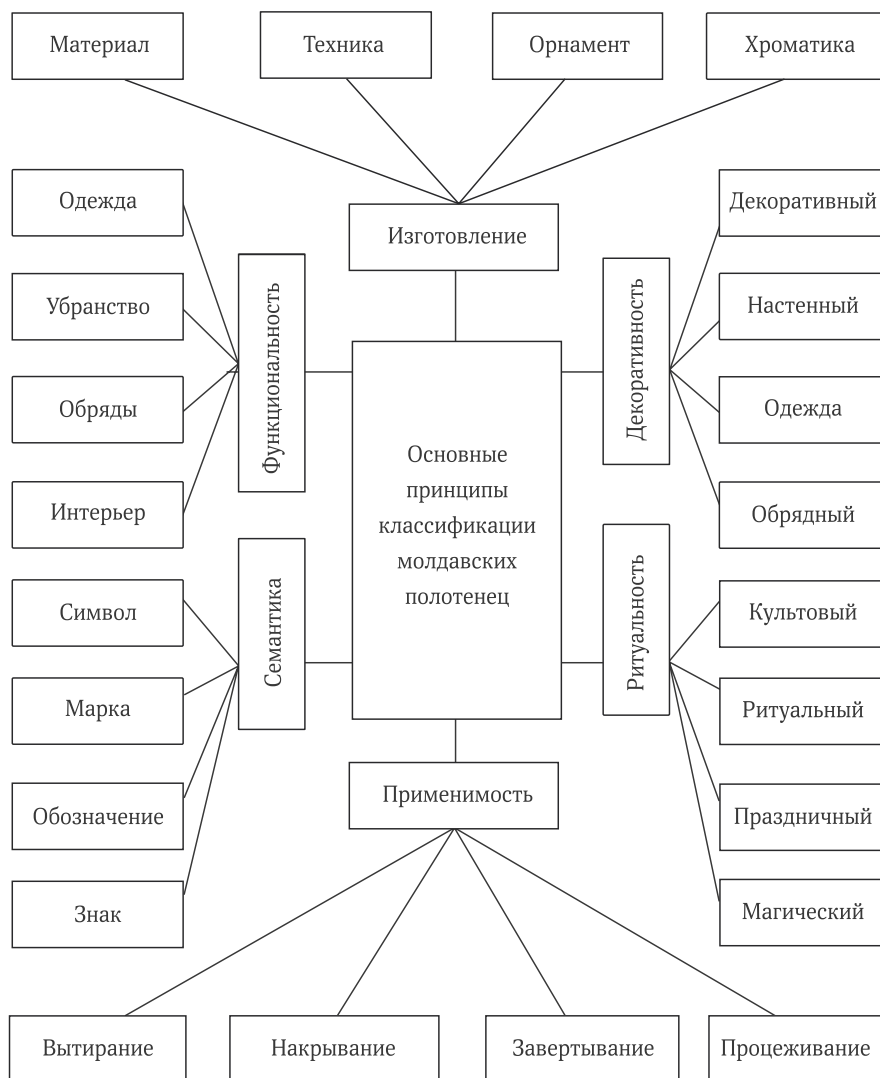 Материал
Техника
Орнамент
Хроматика
Изготовление
Одежда
Убранство
Обряды
Интерьер
Функциональность
Декоративность
Декоративный
Настенный
Одежда
Обрядный
Основные
принципы
классификации
молдавских
полотенец
Символ
Марка
Обозначение
Знак
Семантика
Ритуальность
Культовый
Ритуальный
Праздничный
Магический
Применимость
Вытирание
Накрывание
Завертывание
Процеживание